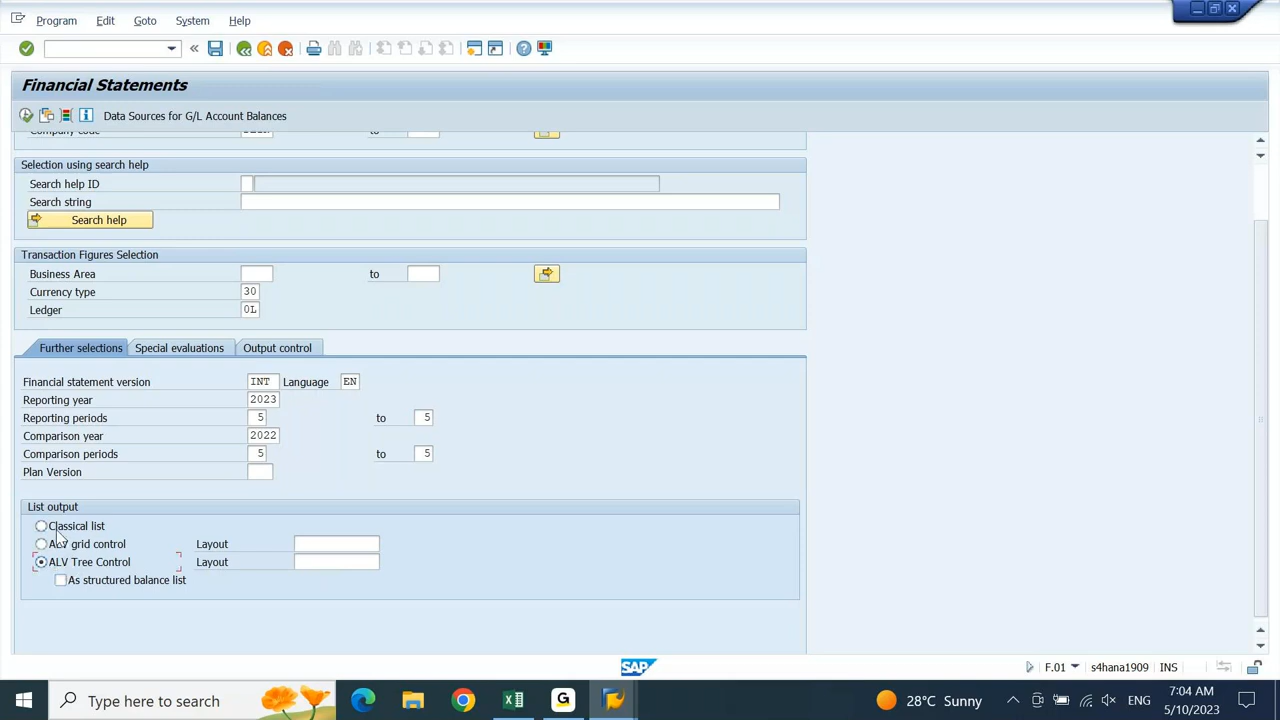 Program Edit Goto System Help
Financial Statements
Data Sources for G/L Account Balances
Company code to
Selection using search help
Search help ID
Search string
Search help
Transaction Figures Selection
Business Area to
Currency type 30
Ledger 0L
Further selections Special evaluations Output control
Financial statement version INT Language EN
Reporting year 2023
Reporting periods 5 to 5
Comparison year 2022
Comparison periods 5 to 5
Plan Version
List output
Classical list
ALV grid control Layout
ALV Tree Control Layout
As structured balance list
SAP
F.01 s4hana1909 INS
Type here to search
28°C Sunny
ENG
7:04 AM
5/10/2023